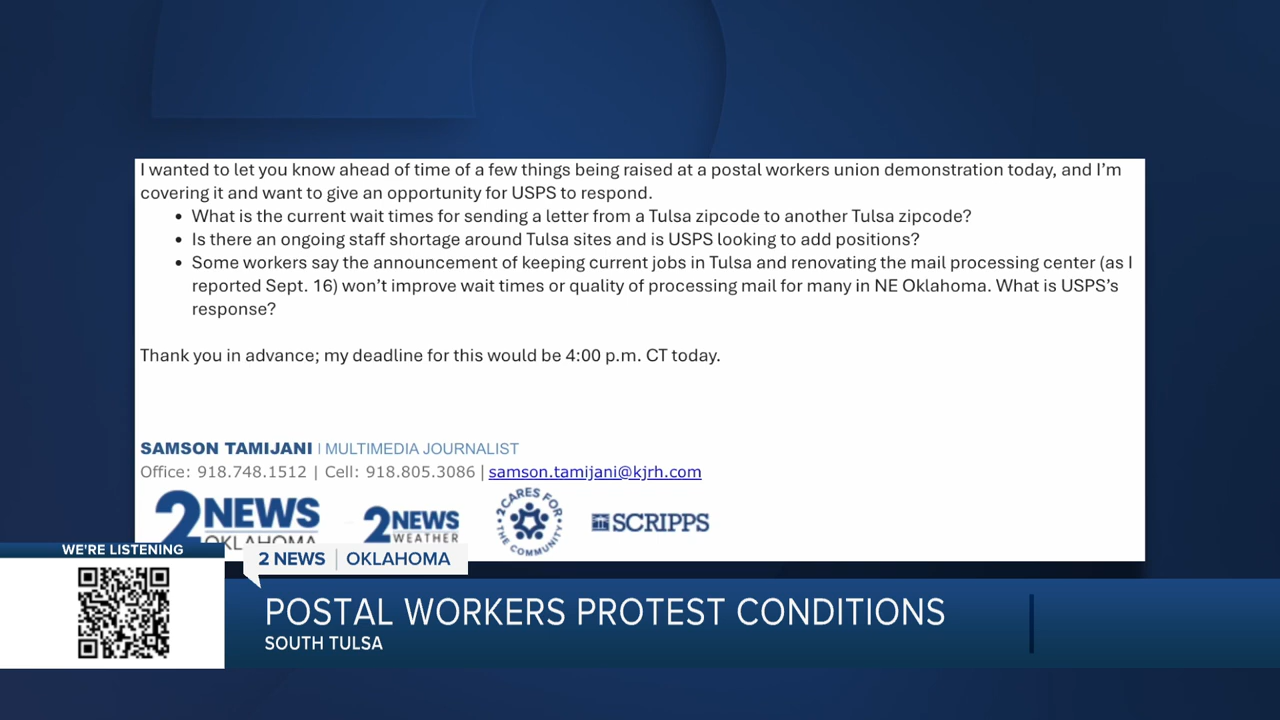 I wanted to let you know ahead of time of a few things being raised at a postal workers union demonstration today, and I'm
covering it and want to give an opportunity for USPS to respond.
• What is the current wait times for sending a letter from a Tulsa zipcode to another Tulsa zipcode?
• Is there an ongoing staff shortage around Tulsa sites and is USPS looking to add positions?
• Some workers say the announcement of keeping current jobs in Tulsa and renovating the mail processing center (as I
reported Sept. 16) won't improve wait times or quality of processing mail for many in NE Oklahoma. What is USPS's
response?
Thank you in advance; my deadline for this would be 4:00 p.m. CT today.
SAMSON TAMIJANI | MULTIMEDIA JOURNALIST
Office: 918.748.1512 | Cell: 918.805.3086 | samson.tamijani@kjrh.com
2 NEWS OKLAHOMA
2 NEWS WEATHER
2 CARES FOR THE COMMUNITY
SCRIPPS
WE'RE LISTENING
2 NEWS | OKLAHOMA
POSTAL WORKERS PROTEST CONDITIONS
SOUTH TULSA